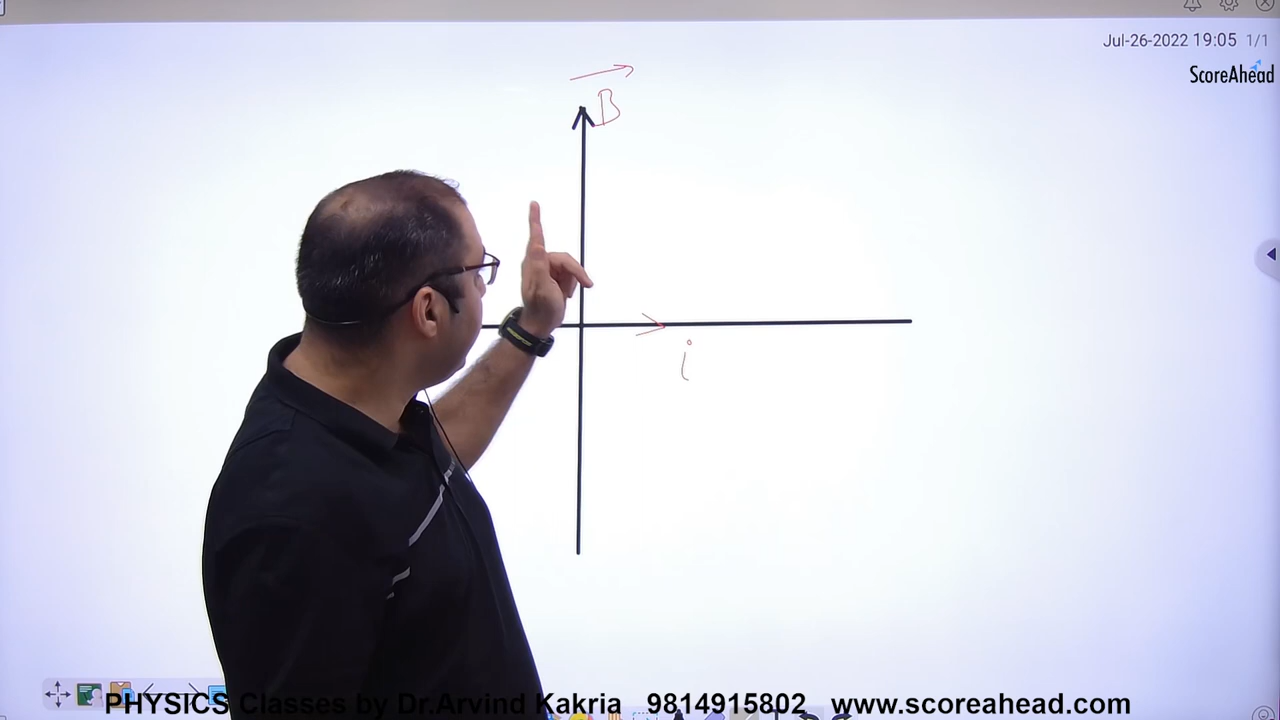 Jul-26-2022 19:05 1/1
ScoreAhead
B
i
PHYSICS Classes by Dr.Arvind Kakria 9814915802 www.scoreahead.com